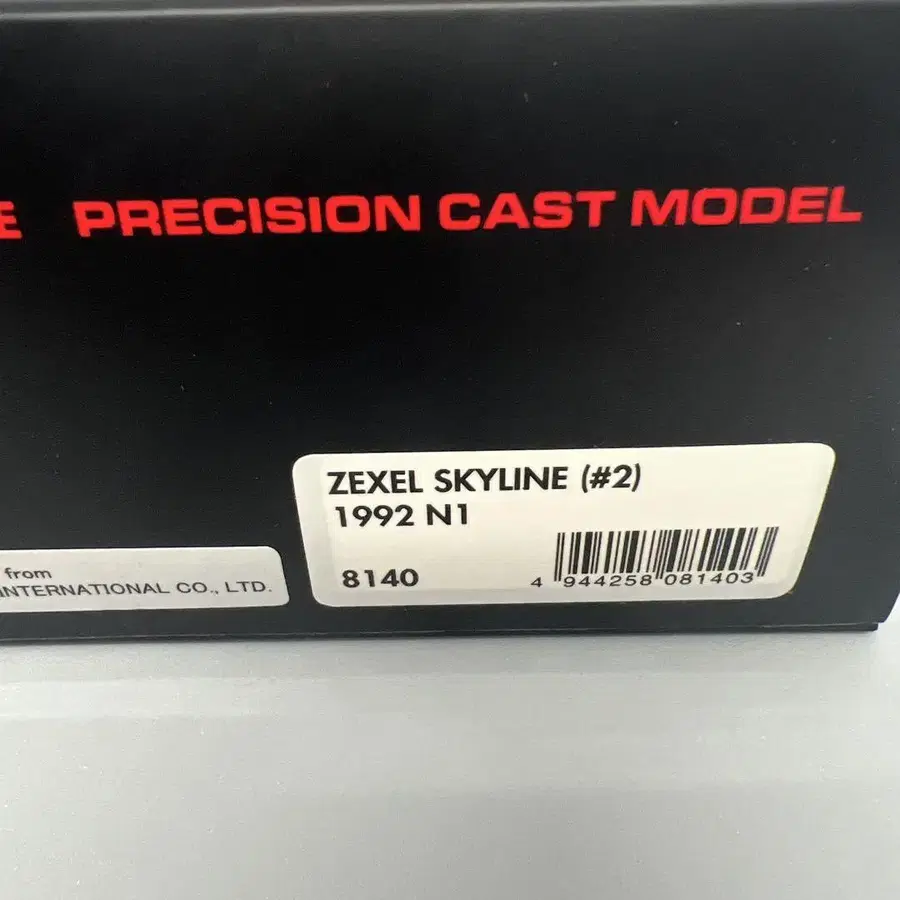 E PRECISION CAST MODEL
ZEXEL SKYLINE (#2)
1992 N1
8140
4 944258 081403
from
INTERNATIONAL CO., LTD.